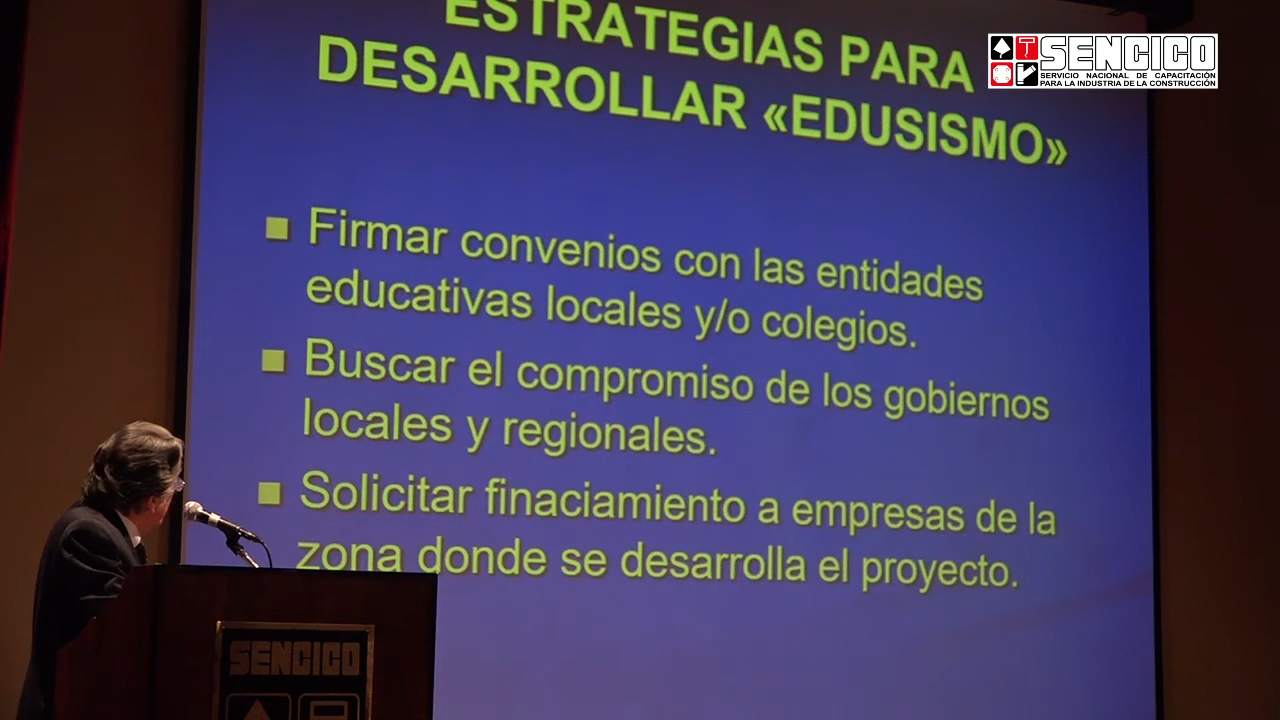 ESTRATEGIAS PARA
DESARROLLAR «EDUSISMO»
SENCICO
SERVICIO NACIONAL DE CAPACITACIÓN
PARA LA INDUSTRIA DE LA CONSTRUCCIÓN
Firmar convenios con las entidades
educativas locales y/o colegios.
Buscar el compromiso de los gobiernos
locales y regionales.
Solicitar finaciamiento a empresas de la
zona donde se desarrolla el proyecto.
SENCICO